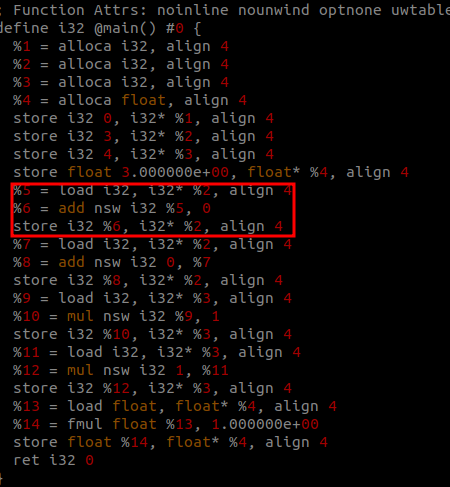 ; Function Attrs: noinline nounwind optnone uwtable
define i32 @main() #0 {
%1 = alloca i32, align 4
%2 = alloca i32, align 4
%3 = alloca i32, align 4
%4 = alloca float, align 4
store i32 0, i32* %1, align 4
store i32 3, i32* %2, align 4
store i32 4, i32* %3, align 4
store float 3.000000e+00, float* %4, align 4
%5 = load i32, i32* %2, align 4
%6 = add nsw i32 %5, 0
store i32 %6, i32* %2, align 4
%7 = load i32, i32* %2, align 4
%8 = add nsw i32 0, %7
store i32 %8, i32* %2, align 4
%9 = load i32, i32* %3, align 4
%10 = mul nsw i32 %9, 1
store i32 %10, i32* %3, align 4
%11 = load i32, i32* %3, align 4
%12 = mul nsw i32 1, %11
store i32 %12, i32* %3, align 4
%13 = load float, float* %4, align 4
%14 = fmul float %13, 1.000000e+00
store float %14, float* %4, align 4
ret i32 0
}